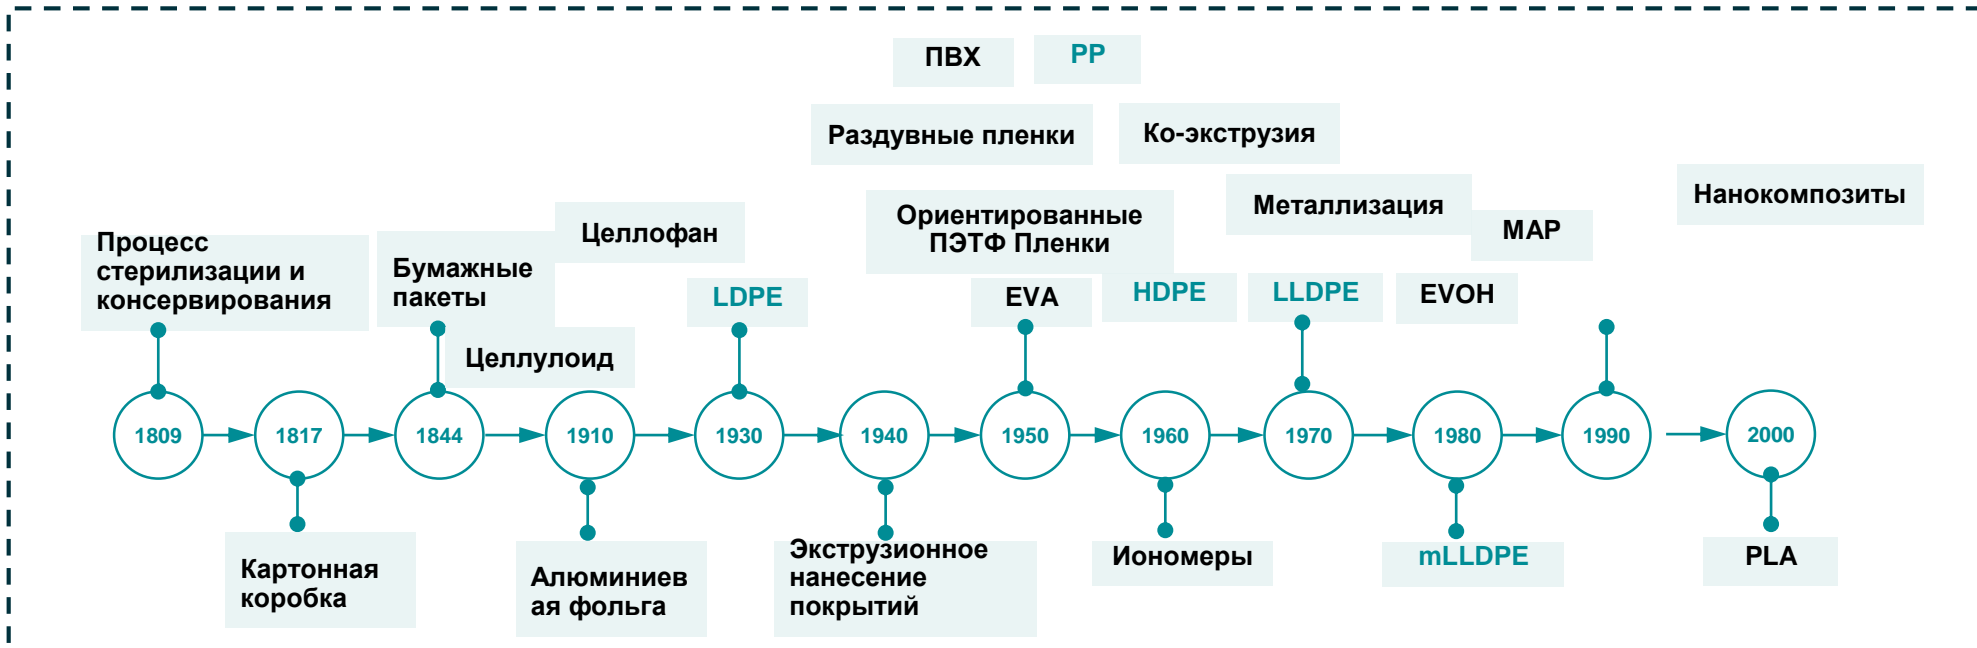 ПВХ
PP
Раздувные пленки
Ко-экструзия
Нанокомпозиты
Металлизация
Ориентированные
ПЭТФ Пленки
MAP
Целлофан
Процесс
стерилизации и
консервирования
Бумажные
пакеты
LDPE
EVA
HDPE
LLDPE
EVOH
Целлулоид
1809
1817
1844
1910
1930
1940
1950
1960
1970
1980
1990
2000
Картонная
коробка
Алюминиев
ая фольга
Экструзионное
нанесение
покрытий
Иономеры
mLLDPE
PLA